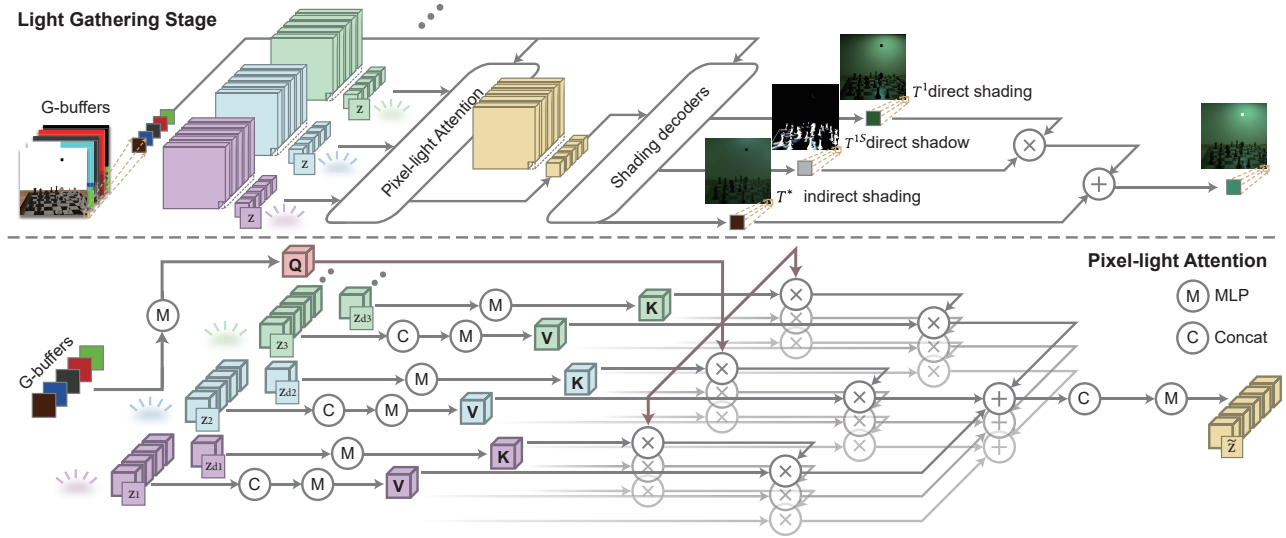 Light Gathering Stage
G-buffers
z
z
z
Pixel-light Attention
Shading decoders
T¹direct shading
T¹ˢdirect shadow
T* indirect shading
×
+
Pixel-light Attention
M MLP
C Concat
G-buffers
M
Q
Z3
Zd3
M
K
C
M
V
×
×
Z2
Zd2
M
K
C
M
V
×
×
+
C
M
z̃
Z1
Zd1
M
K
C
M
V
×
×